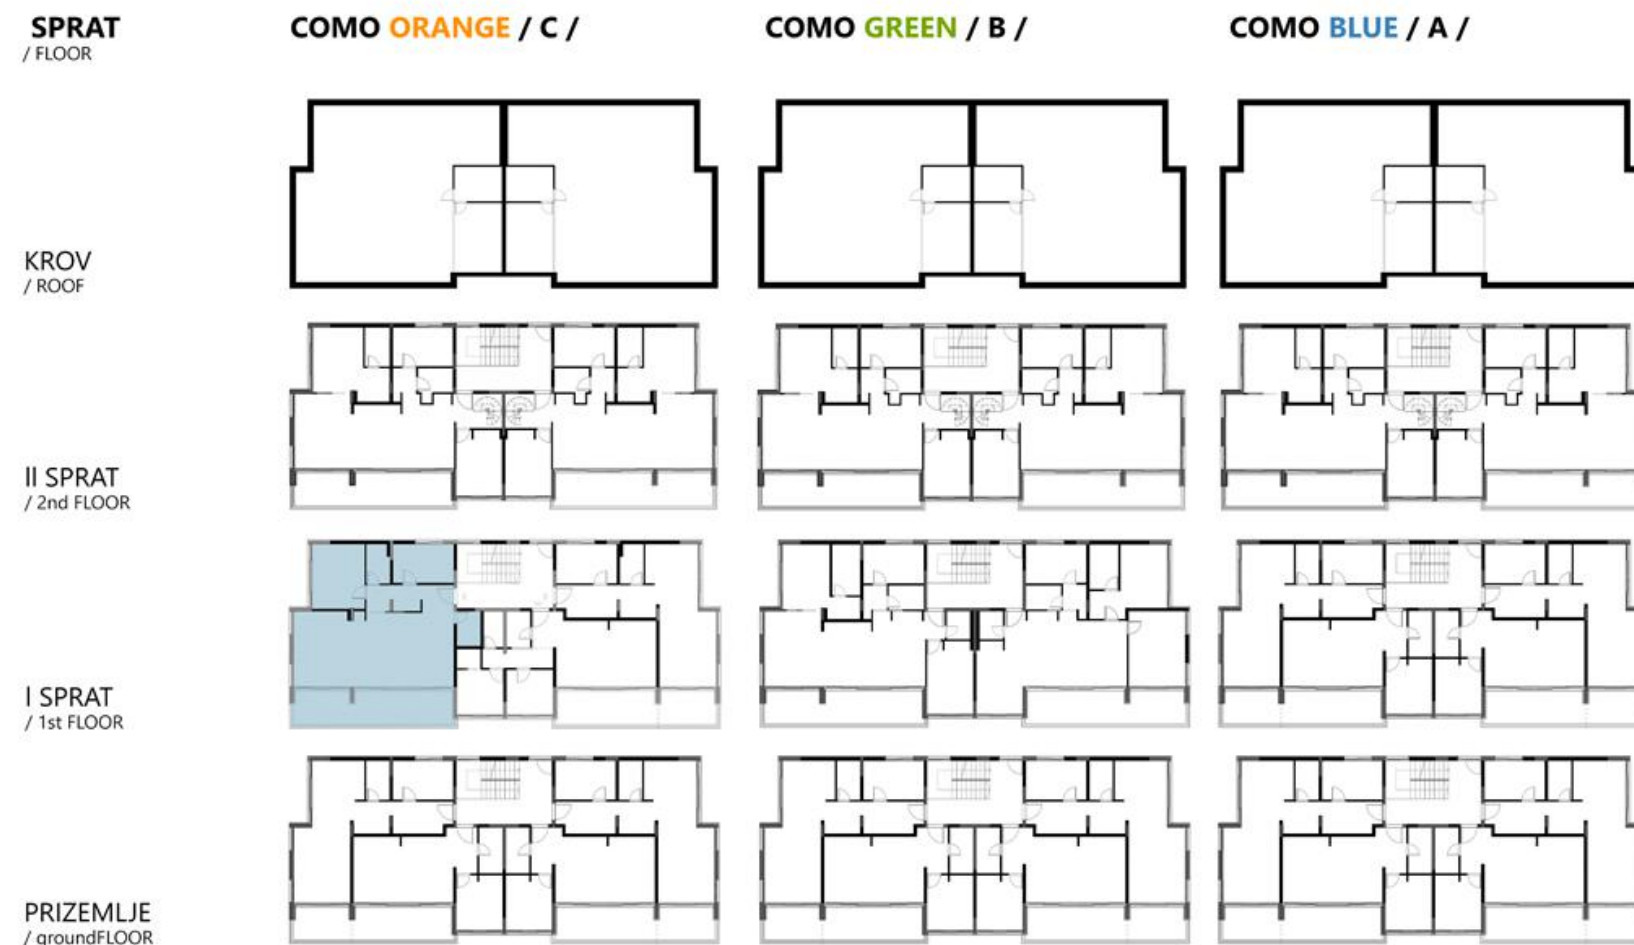 SPRAT
/ FLOOR
COMO ORANGE / C /
COMO GREEN / B /
COMO BLUE / A /
KROV
/ ROOF
II SPRAT
/ 2nd FLOOR
I SPRAT
/ 1st FLOOR
PRIZEMLJE
/ groundFLOOR